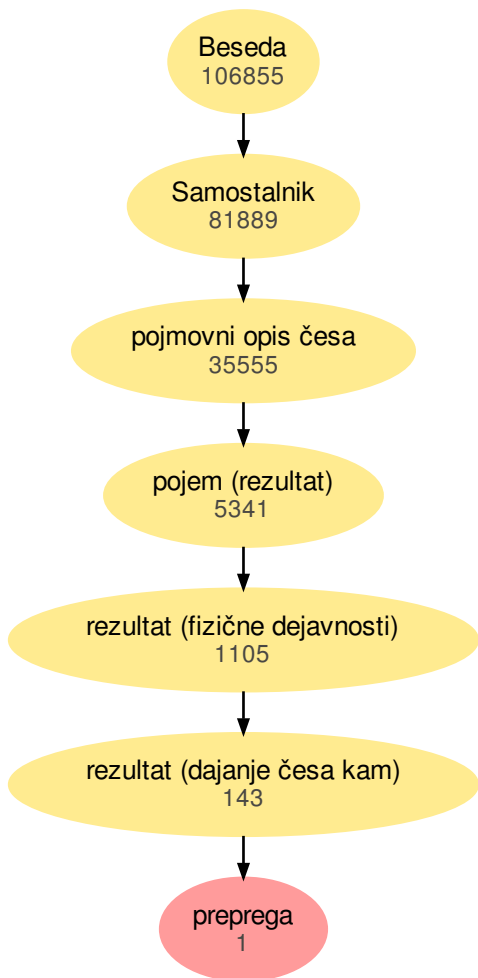 Beseda
106855
Samostalnik
81889
pojmovni opis česa
35555
pojem (rezultat)
5341
rezultat (fizične dejavnosti)
1105
rezultat (dajanje česa kam)
143
preprega
1